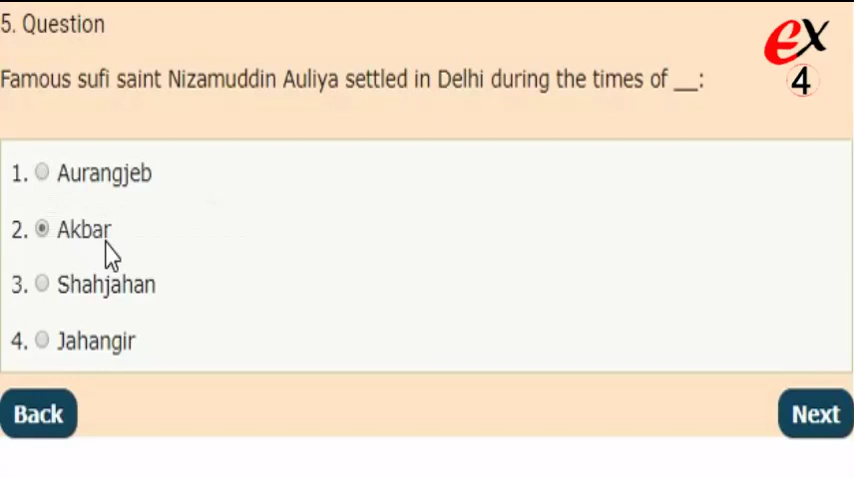 5. Question
ex
4
Famous sufi saint Nizamuddin Auliya settled in Delhi during the times of __:
1. Aurangjeb
2. Akbar
3. Shahjahan
4. Jahangir
Back
Next